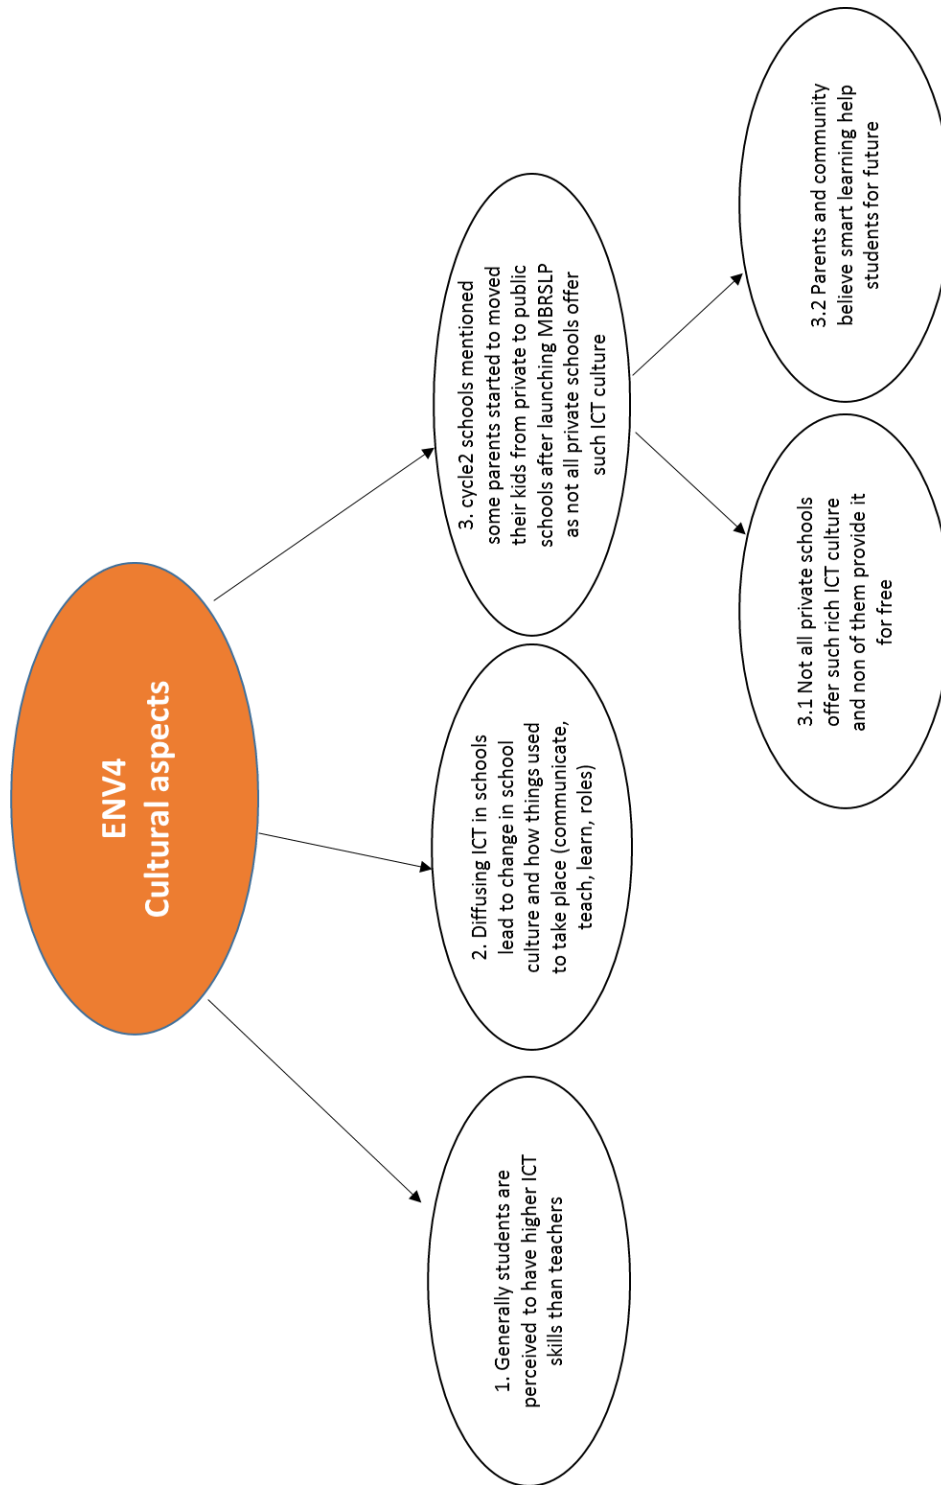 ENV4
Cultural aspects
1. Generally students are
perceived to have higher ICT
skills than teachers
2. Diffusing ICT in schools
lead to change in school
culture and how things used
to take place (communicate,
teach, learn, roles)
3. cycle2 schools mentioned
some parents started to moved
their kids from private to public
schools after launching MBRSLP
as not all private schools offer
such ICT culture
3.1 Not all private schools
offer such rich ICT culture
and non of them provide it
for free
3.2 Parents and community
believe smart learning help
students for future